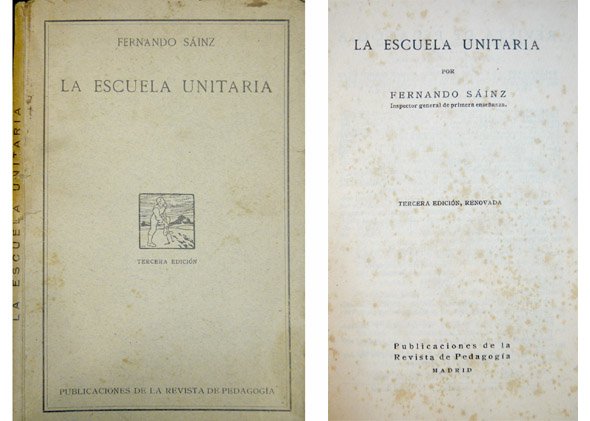 LA ESCUELA UNITARIA
FERNANDO SÁINZ
LA ESCUELA UNITARIA
TERCERA EDICIÓN
PUBLICACIONES DE LA REVISTA DE PEDAGOGÍA
LA ESCUELA UNITARIA
POR
FERNANDO SÁINZ
Inspector general de primera enseñanza.
TERCERA EDICIÓN, RENOVADA
Publicaciones de la
Revista de Pedagogía
MADRID